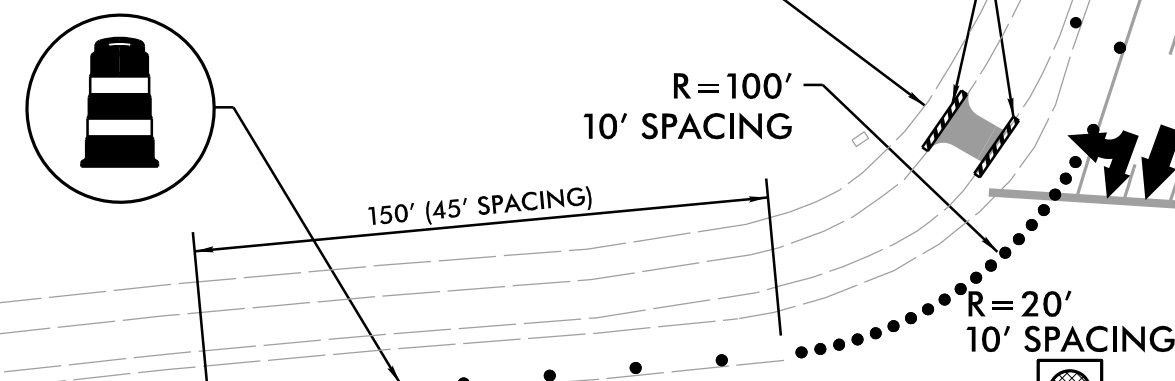 R=100'
10' SPACING
150' (45' SPACING)
R=20'
10' SPACING